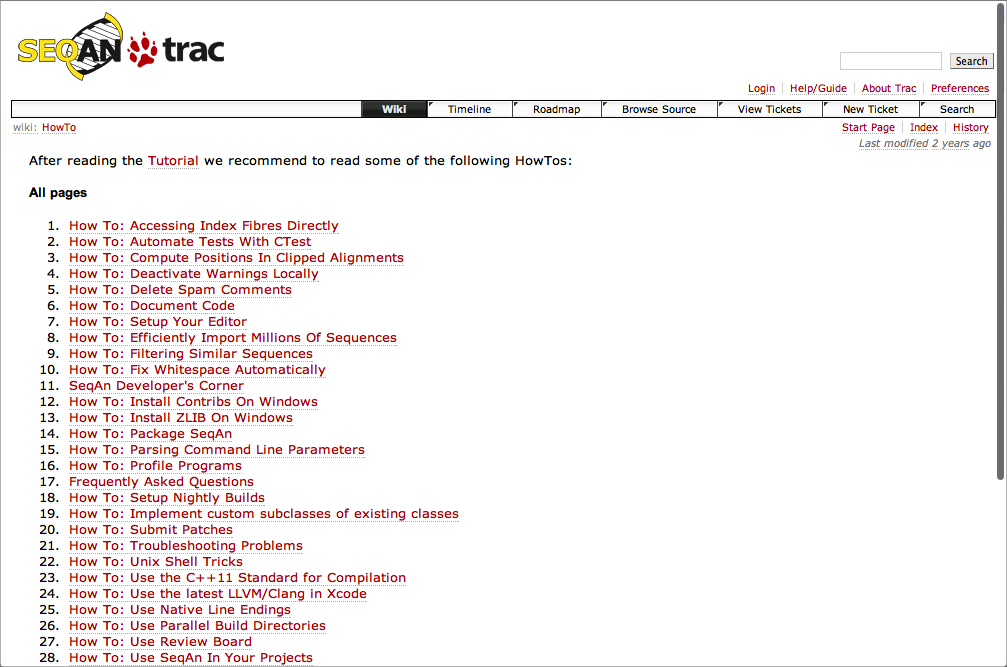 SEQAN trac
Search
Login Help/Guide About Trac Preferences
Wiki Timeline Roadmap Browse Source View Tickets New Ticket Search
wiki: HowTo Start Page Index History
Last modified 2 years ago
After reading the Tutorial we recommend to read some of the following HowTos:
All pages
1. How To: Accessing Index Fibres Directly
2. How To: Automate Tests With CTest
3. How To: Compute Positions In Clipped Alignments
4. How To: Deactivate Warnings Locally
5. How To: Delete Spam Comments
6. How To: Document Code
7. How To: Setup Your Editor
8. How To: Efficiently Import Millions Of Sequences
9. How To: Filtering Similar Sequences
10. How To: Fix Whitespace Automatically
11. SeqAn Developer's Corner
12. How To: Install Contribs On Windows
13. How To: Install ZLIB On Windows
14. How To: Package SeqAn
15. How To: Parsing Command Line Parameters
16. How To: Profile Programs
17. Frequently Asked Questions
18. How To: Setup Nightly Builds
19. How To: Implement custom subclasses of existing classes
20. How To: Submit Patches
21. How To: Troubleshooting Problems
22. How To: Unix Shell Tricks
23. How To: Use the C++11 Standard for Compilation
24. How To: Use the latest LLVM/Clang in Xcode
25. How To: Use Native Line Endings
26. How To: Use Parallel Build Directories
27. How To: Use Review Board
28. How To: Use SeqAn In Your Projects